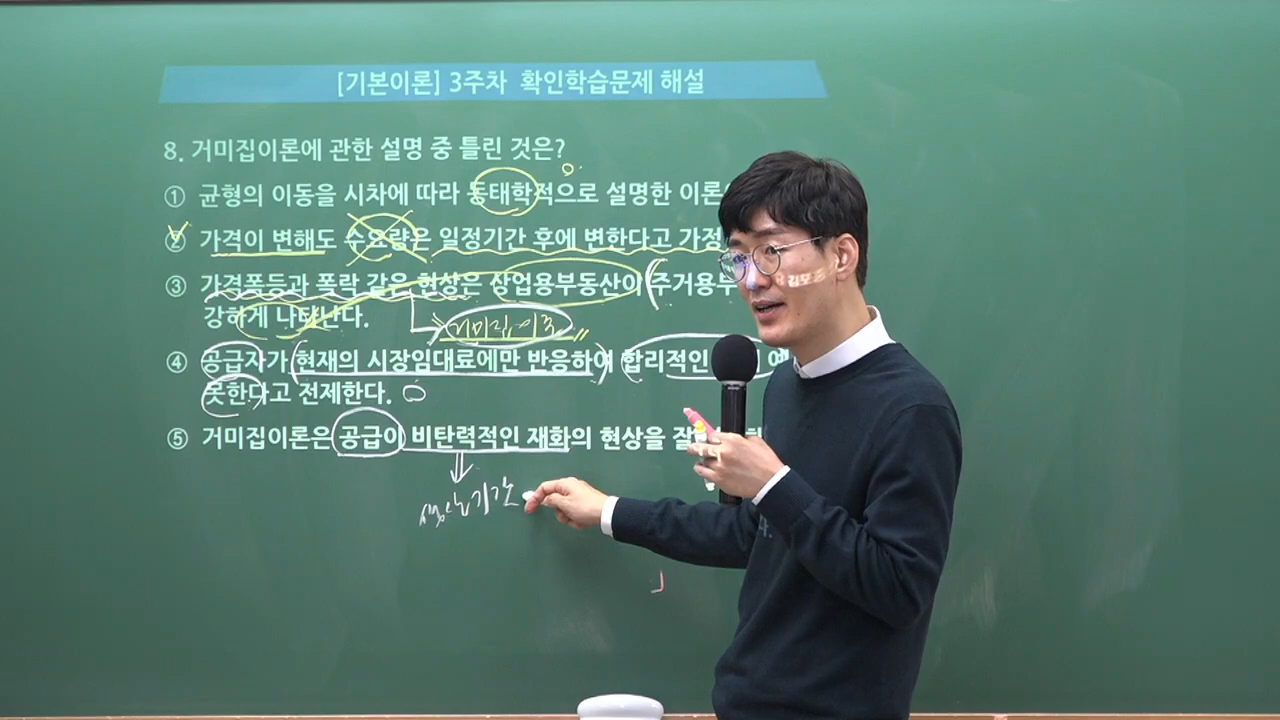 [기본이론] 3주차 확인학습문제 해설
8. 거미집이론에 관한 설명 중 틀린 것은?
① 균형의 이동을 시차에 따라 동태학적으로 설명한 이론
② 가격이 변해도 수요량은 일정기간 후에 변한다고 가정
③ 가격폭등과 폭락 같은 현상은 상업용부동산이 주거용부
강하게 나타난다.
거미집이론
④ 공급자가 현재의 시장임대료에만 반응하여 합리적인 예
못한다고 전제한다.
⑤ 거미집이론은 공급이 비탄력적인 재화의 현상을 잘
생산기간